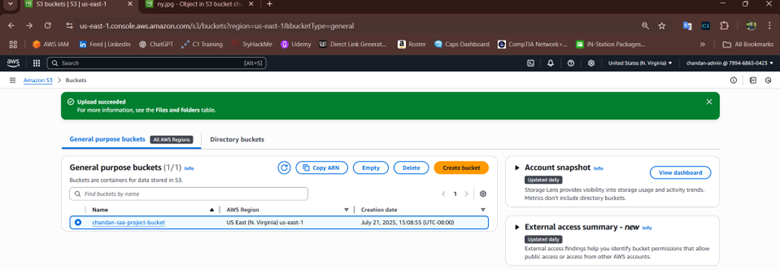 S3 buckets | S3 | us-east-1
ny.jpg - Object in S3 bucket ch
us-east-1.console.aws.amazon.com/s3/buckets?region=us-east-1&bucketType=general
AWS IAM
Feed | LinkedIn
ChatGPT
C1 Training
TryHackMe
Udemy
Direct Link Generat...
Roster
Caps Dashboard
CompTIA Network+...
IN-Station Packages...
All Bookmarks
aws
Search
[Alt+S]
United States (N. Virginia)
chandan-admin @ 7994-6865-0423
Amazon S3 > Buckets
Upload succeeded
For more information, see the Files and folders table.
General purpose buckets All AWS Regions
Directory buckets
General purpose buckets (1/1) Info
Copy ARN
Empty
Delete
Create bucket
Buckets are containers for data stored in S3.
Find buckets by name
1
Name
AWS Region
Creation date
chandan-saa-project-bucket
US East (N. Virginia) us-east-1
July 21, 2025, 15:08:55 (UTC-08:00)
Account snapshot Info
View dashboard
Updated daily
Storage Lens provides visibility into storage usage and activity trends.
Metrics don't include directory buckets.
External access summary - new Info
Updated daily
External access findings help you identify bucket permissions that allow
public access or access from other AWS accounts.